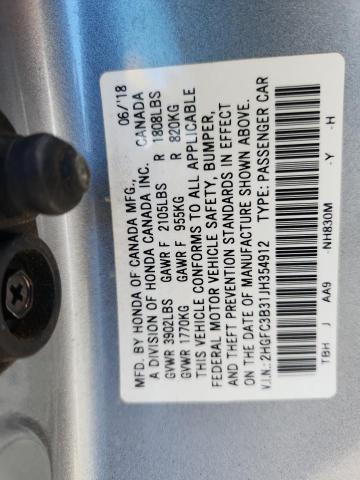 MFD. BY HONDA OF CANADA MFG., 06/'18
A DIVISION OF HONDA CANADA INC. CANADA
GVWR 3902LBS GAWR F 2105LBS R 1808LBS
GVWR 1770KG GAWR F 955KG R 820KG
THIS VEHICLE CONFORMS TO ALL APPLICABLE
FEDERAL MOTOR VEHICLE SAFETY, BUMPER,
AND THEFT PREVENTION STANDARDS IN EFFECT
ON THE DATE OF MANUFACTURE SHOWN ABOVE.
V.I.N.: 2HGFC3B31JH354912 TYPE: PASSENGER CAR
TBH J AA9 -NH830M -Y -H